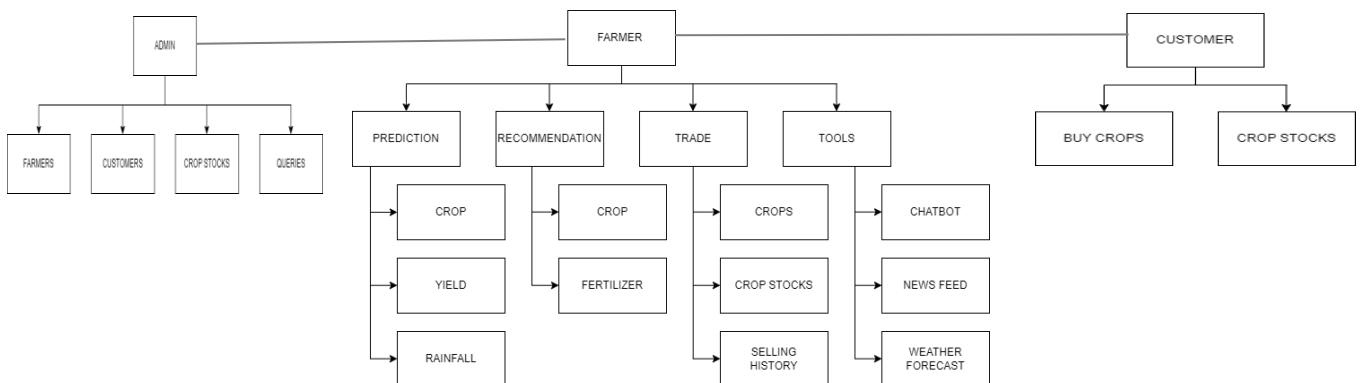 ADMIN
FARMER
CUSTOMER
FARMERS
CUSTOMERS
CROP STOCKS
QUERIES
PREDICTION
RECOMMENDATION
TRADE
TOOLS
BUY CROPS
CROP STOCKS
CROP
CROP
CROPS
CHATBOT
YIELD
FERTILIZER
CROP STOCKS
NEWS FEED
RAINFALL
SELLING
HISTORY
WEATHER
FORECAST